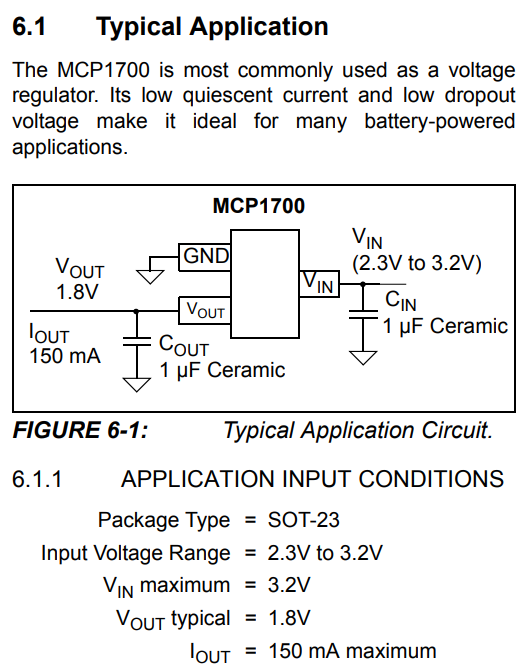 6.1 Typical Application
The MCP1700 is most commonly used as a voltage
regulator. Its low quiescent current and low dropout
voltage make it ideal for many battery-powered
applications.
MCP1700
GND
VIN
(2.3V to 3.2V)
VOUT
1.8V
VIN
VOUT
CIN
1 µF Ceramic
IOUT
150 mA
COUT
1 µF Ceramic
FIGURE 6-1: Typical Application Circuit.
6.1.1 APPLICATION INPUT CONDITIONS
Package Type = SOT-23
Input Voltage Range = 2.3V to 3.2V
VIN maximum = 3.2V
VOUT typical = 1.8V
IOUT = 150 mA maximum